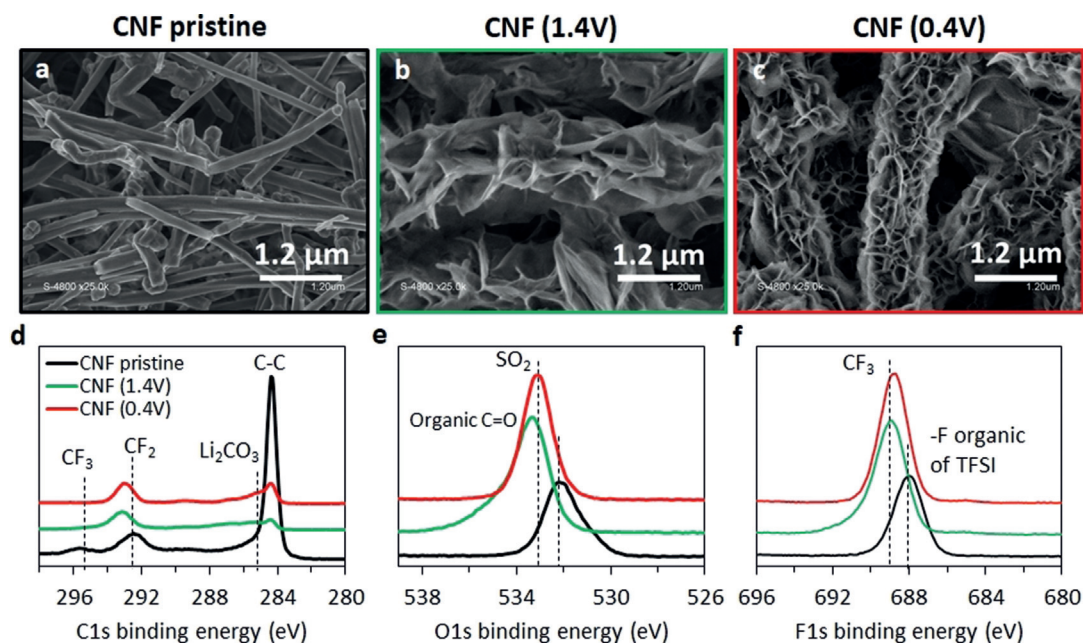 CNF pristine
CNF (1.4V)
CNF (0.4V)
a
b
c
1.2 μm
1.2 μm
1.2 μm
S-4800 x25.0k
1.20um
S-4800 x25.0k
1.20um
S-4800 x25.0k
1.20um
d
e
f
CNF pristine
CNF (1.4V)
CNF (0.4V)
C-C
CF₃
CF₂
Li₂CO₃
SO₂
Organic C=O
CF₃
-F organic
of TFSI
296 292 288 284 280
538 534 530 526
696 692 688 684 680
C1s binding energy (eV)
O1s binding energy (eV)
F1s binding energy (eV)